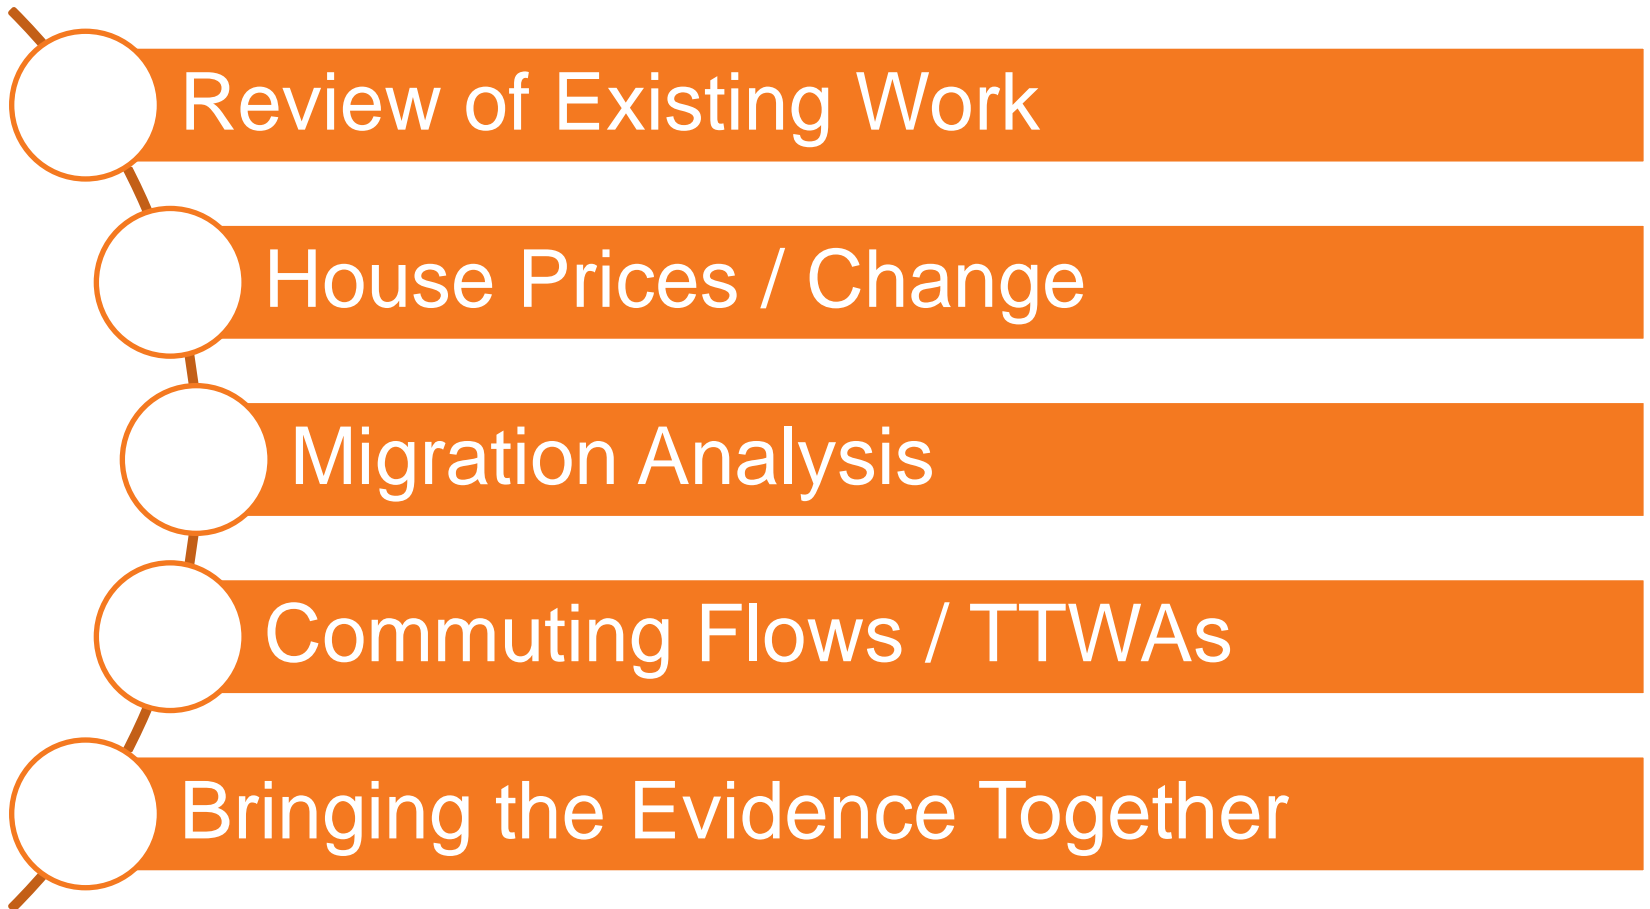 Review of Existing Work
House Prices / Change
Migration Analysis
Commuting Flows / TTWAs
Bringing the Evidence Together